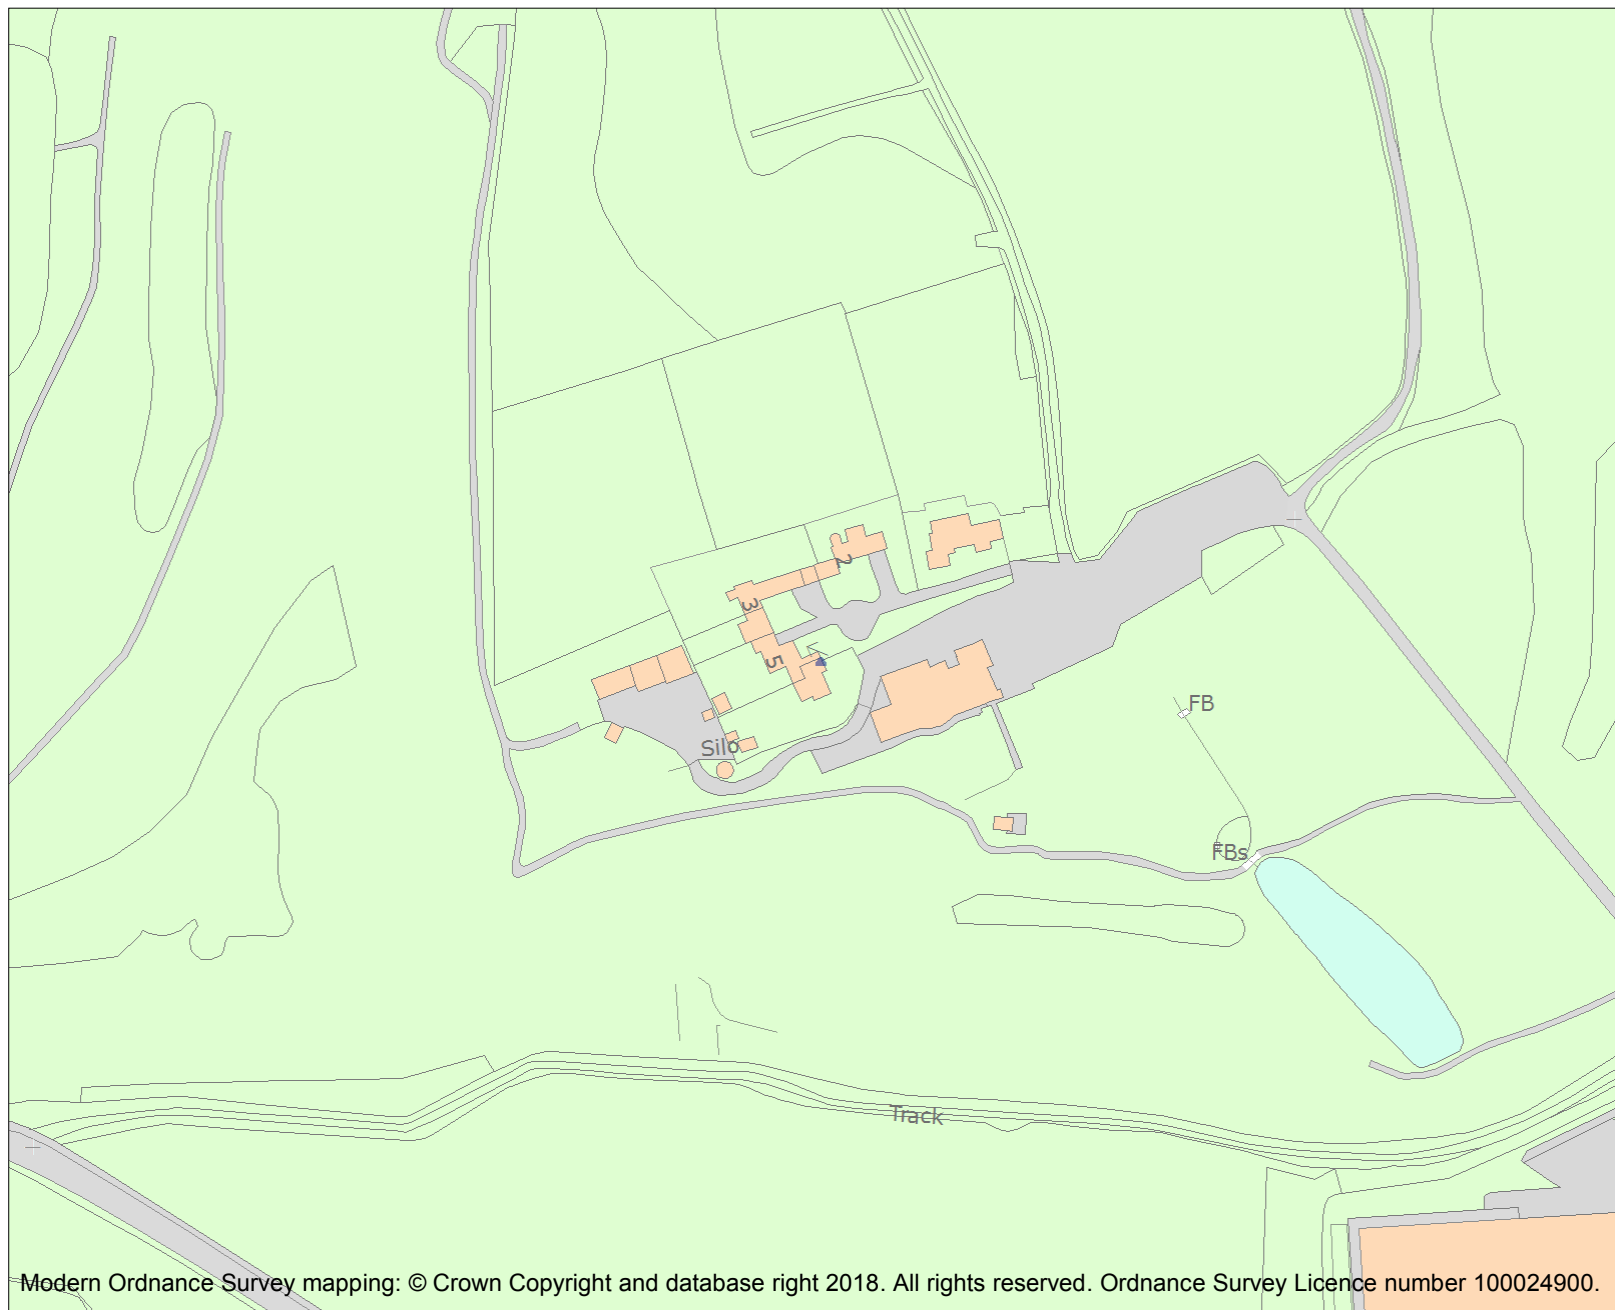 2
3
5
FB
Silo
FBs
Track
Modern Ordnance Survey mapping: © Crown Copyright and database right 2018. All rights reserved. Ordnance Survey Licence number 100024900.